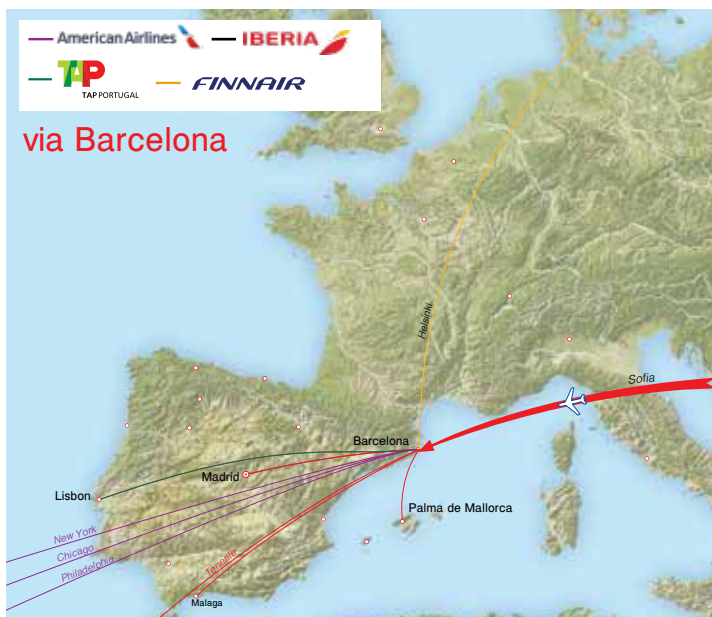 American Airlines
IBERIA
TAP
TAP PORTUGAL
FINNAIR
via Barcelona
Helsinki
Sofia
Barcelona
Madrid
Lisbon
Palma de Mallorca
New York
Chicago
Philadelphia
Tenerife
Malaga